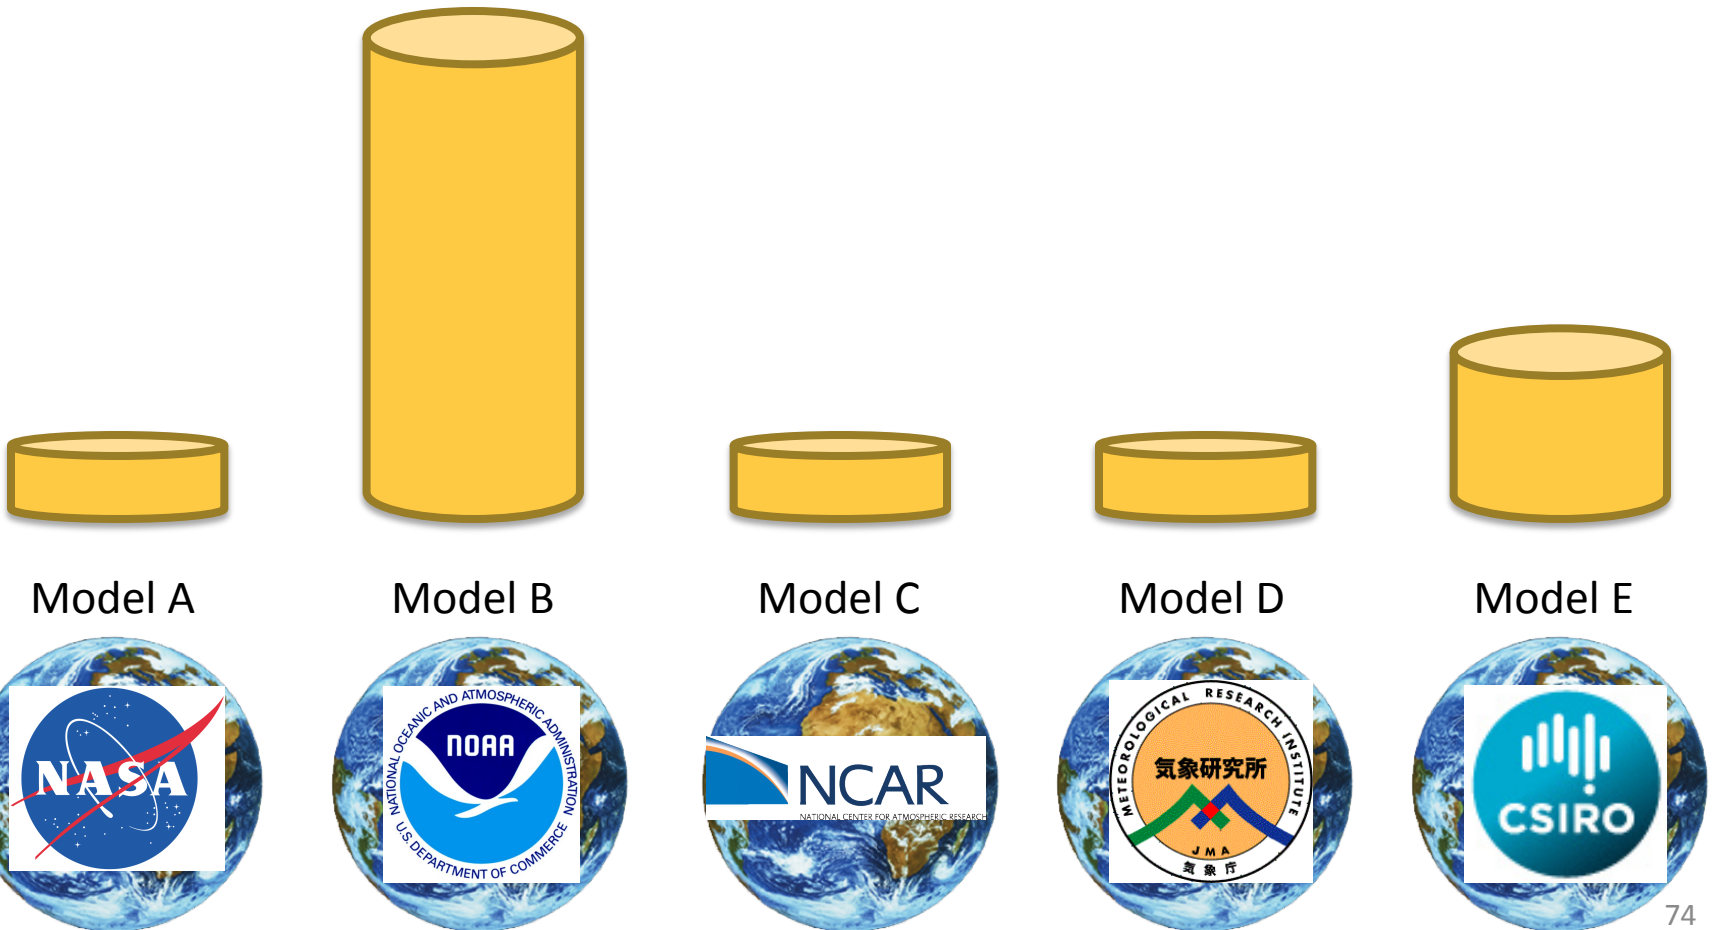 Model A
Model B
Model C
Model D
Model E
NASA
NATIONAL OCEANIC AND ATMOSPHERIC ADMINISTRATION
NOAA
U.S. DEPARTMENT OF COMMERCE
NCAR
NATIONAL CENTER FOR ATMOSPHERIC RESEARCH
METEOROLOGICAL RESEARCH INSTITUTE
気象研究所
JMA
気象庁
CSIRO
74